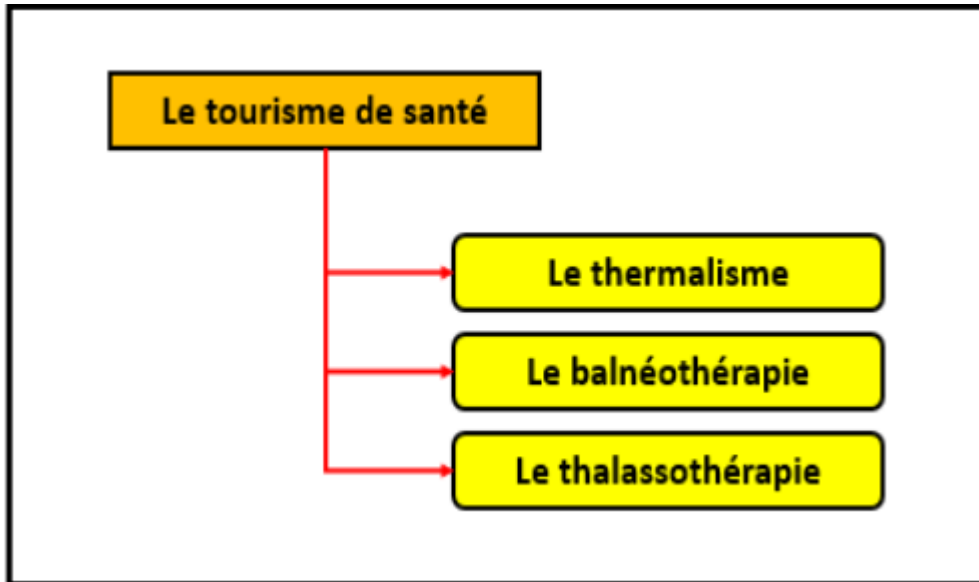 Le tourisme de santé
Le thermalisme
Le balnéothérapie
Le thalassothérapie